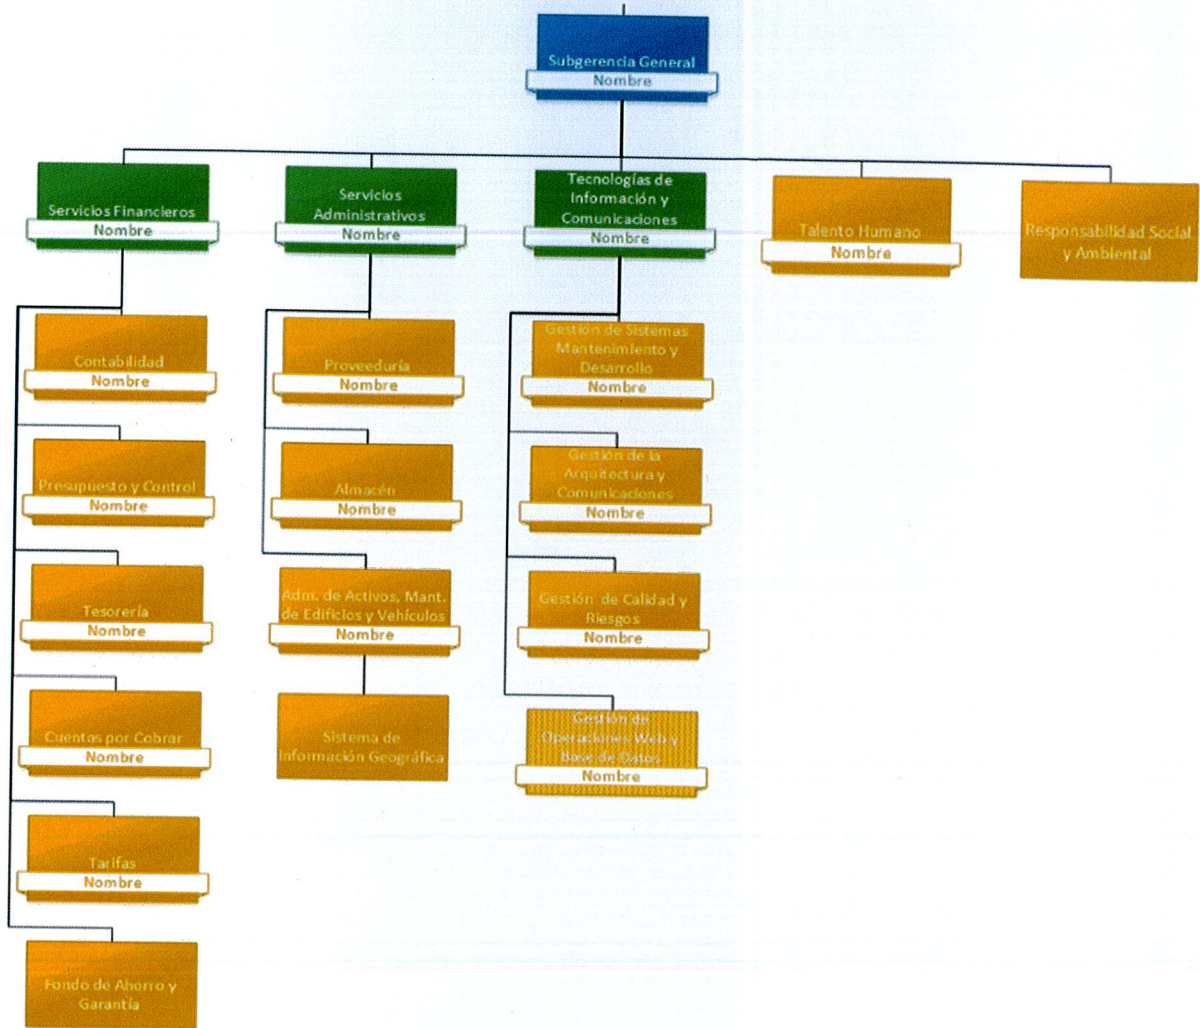 Subgerencia General
Nombre
Servicios Financieros
Nombre
Servicios
Administrativos
Nombre
Tecnologías de
Información y
Comunicaciones
Nombre
Talento Humano
Nombre
Responsabilidad Social
y Ambiental
Contabilidad
Nombre
Presupuesto y Control
Nombre
Tesorería
Nombre
Cuentas por Cobrar
Nombre
Tarifas
Nombre
Fondo de Ahorro y
Garantía
Proveeduría
Nombre
Almacén
Nombre
Adm. de Activos, Mant.
de Edificios y Vehículos
Nombre
Sistema de
Información Geográfica
Gestión de Sistemas
Mantenimiento y
Desarrollo
Nombre
Gestión de la
Arquitectura y
Comunicaciones
Nombre
Gestión de Calidad y
Riesgos
Nombre
Gestión de
Operaciones Web y
Base de Datos
Nombre